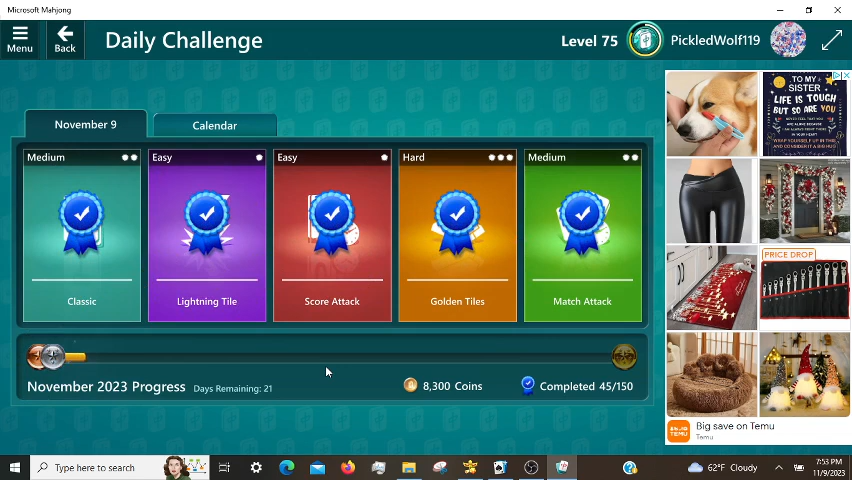 Microsoft Mahjong
Menu
Back
Daily Challenge
Level 75
PickledWolf119
November 9
Calendar
Medium
Easy
Easy
Hard
Medium
Classic
Lightning Tile
Score Attack
Golden Tiles
Match Attack
November 2023 Progress
Days Remaining: 21
8,300 Coins
Completed 45/150
TO MY
SISTER
LIFE IS TOUGH
BUT SO ARE YOU
PRICE DROP
TEMU
Big save on Temu
Temu
Type here to search
62°F Cloudy
7:53 PM
11/9/2023